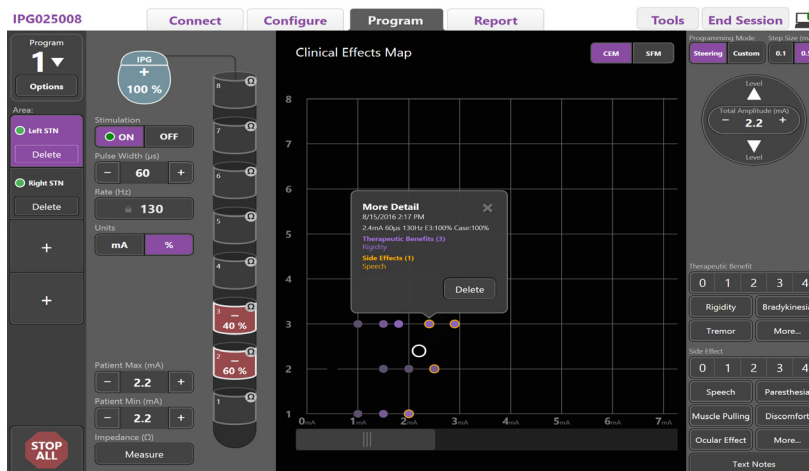 IPG025008
Connect
Configure
Program
Report
Tools
End Session
Program
1
Options
Area:
Left STN
Delete
Right STN
Delete
+
+
STOP
ALL
IPG
+
100 %
Stimulation
ON OFF
Pulse Width (µs)
- 60 +
Rate (Hz)
130
Units
mA %
Patient Max (mA)
- 2.2 +
Patient Min (mA)
- 2.2 +
Impedance (Ω)
Measure
8 Ω
7 Ω
6 Ω
5 Ω
4 Ω
3 Ω
-
40 %
2 Ω
-
60 %
1 Ω
Clinical Effects Map
CEM SFM
8
7
6
5
4
3
2
1
0mA 1mA 2mA 3mA 4mA 5mA 6mA 7mA
More Detail
8/15/2016 2:17 PM
2.4mA 60µs 130Hz E3:100% Case:100%
Therapeutic Benefits (3)
Rigidity
Side Effects (1)
Speech
Delete
Programming Mode Step Size (m
Steering Custom 0.1 0.
Level
Total Amplitude (mA)
- 2.2 +
Level
Therapeutic Benefit
0 1 2 3 4
Rigidity Bradykinesia
Tremor More...
Side Effect
0 1 2 3 4
Speech Paresthesia
Muscle Pulling Discomfort
Ocular Effect More...
Text Notes